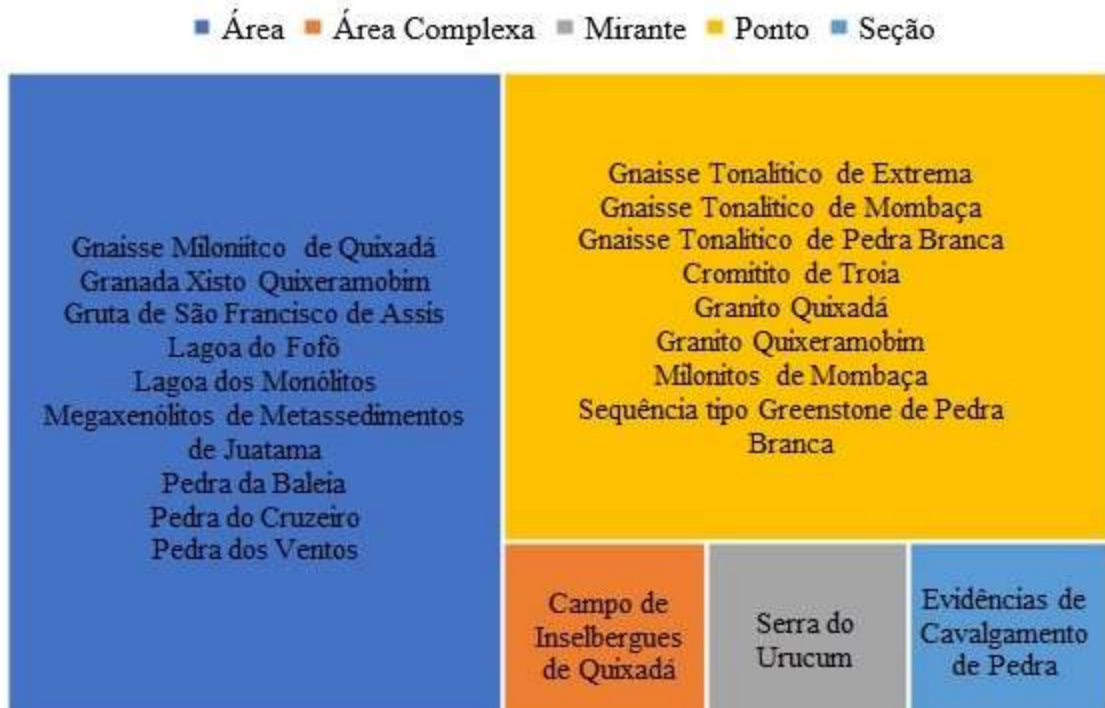 Área Área Complexa Mirante Ponto Seção
Gnaisse Miloniitco de Quixadá
Granada Xisto Quixeramobim
Gruta de São Francisco de Assis
Lagoa do Fofô
Lagoa dos Monólitos
Megaxenólitos de Metassedimentos
de Juatama
Pedra da Baleia
Pedra do Cruzeiro
Pedra dos Ventos
Gnaisse Tonalítico de Extrema
Gnaisse Tonalitico de Mombaça
Gnaisse Tonalitico de Pedra Branca
Cromitito de Troia
Granito Quixadá
Granito Quixeramobim
Milonitos de Mombaça
Sequência tipo Greenstone de Pedra
Branca
Campo de
Inselbergues
de Quixadá
Serra do
Urucum
Evidências de
Cavalgamento
de Pedra